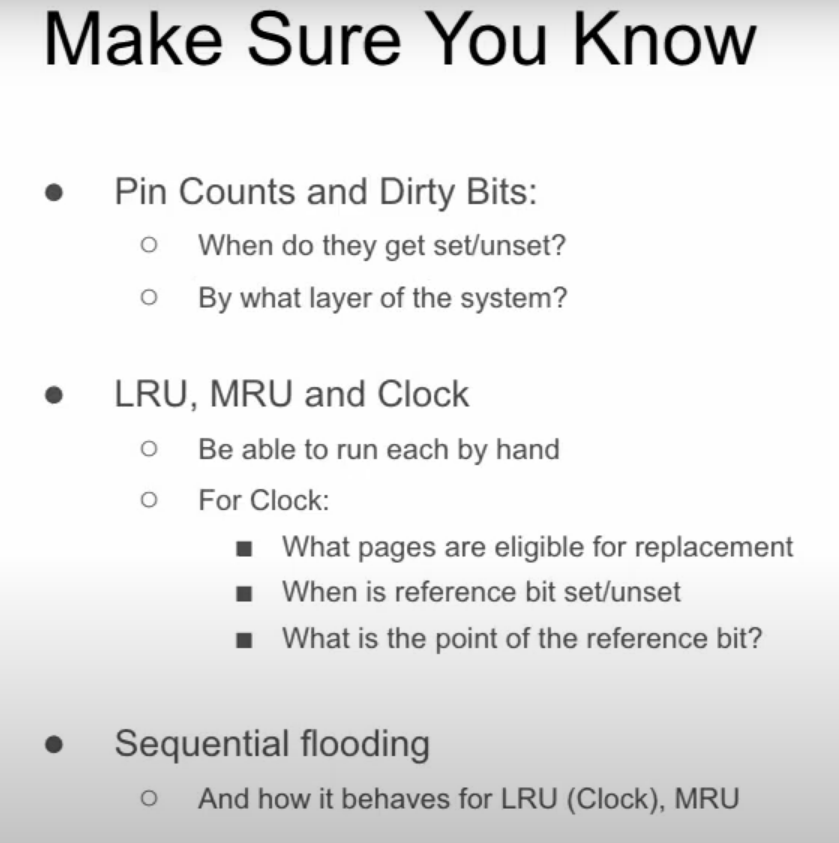 Make Sure You Know
● Pin Counts and Dirty Bits:
○ When do they get set/unset?
○ By what layer of the system?
● LRU, MRU and Clock
○ Be able to run each by hand
○ For Clock:
■ What pages are eligible for replacement
■ When is reference bit set/unset
■ What is the point of the reference bit?
● Sequential flooding
○ And how it behaves for LRU (Clock), MRU